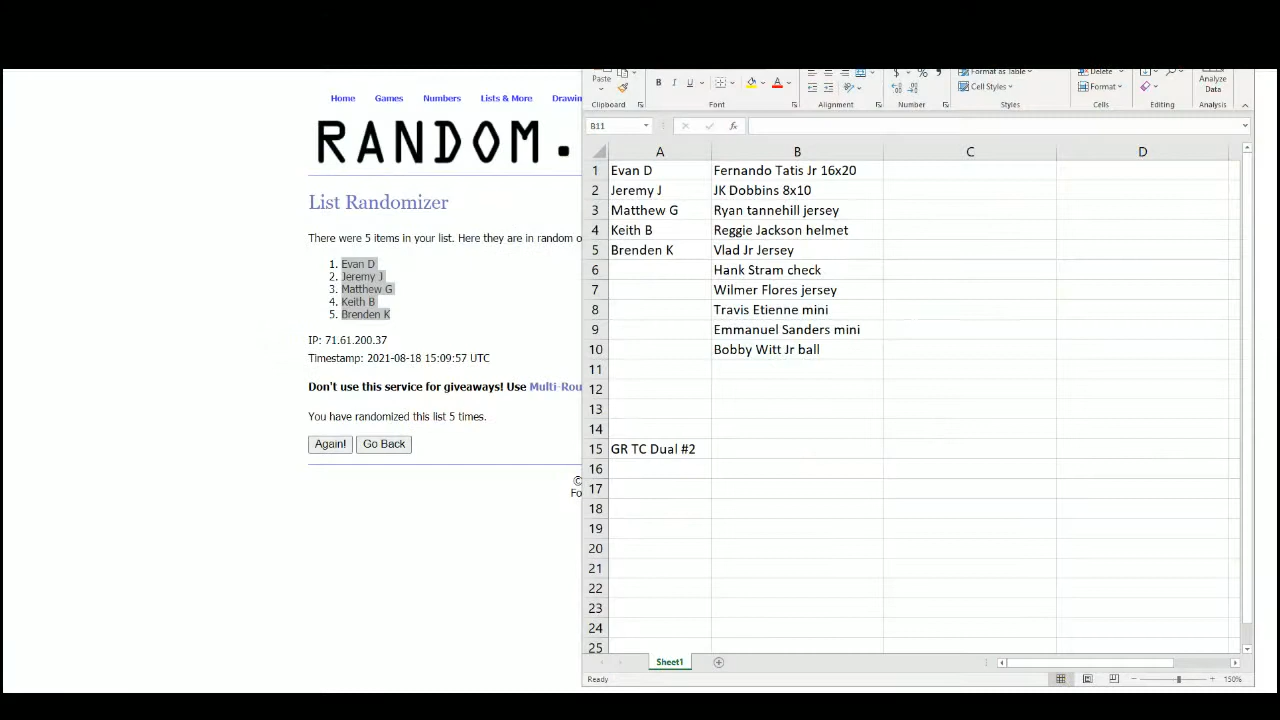 Home Games Numbers Lists & More Drawin
RANDOM.
List Randomizer
There were 5 items in your list. Here they are in random o
1. Evan D
2. Jeremy J
3. Matthew G
4. Keith B
5. Brenden K
IP: 71.61.200.37
Timestamp: 2021-08-18 15:09:57 UTC
Don't use this service for giveaways! Use Multi-Rou
You have randomized this list 5 times.
Again! Go Back
©
Fo
Paste B I U A $ % Format as Table Cell Styles Delete Format Analyze
Data
Clipboard Font Alignment Number Styles Cells Editing Analysis
B11 fx
A B C D
1 Evan D Fernando Tatis Jr 16x20
2 Jeremy J JK Dobbins 8x10
3 Matthew G Ryan tannehill jersey
4 Keith B Reggie Jackson helmet
5 Brenden K Vlad Jr Jersey
6 Hank Stram check
7 Wilmer Flores jersey
8 Travis Etienne mini
9 Emmanuel Sanders mini
10 Bobby Witt Jr ball
11
12
13
14
15 GR TC Dual #2
16
17
18
19
20
21
22
23
24
25
Sheet1
Ready 150%